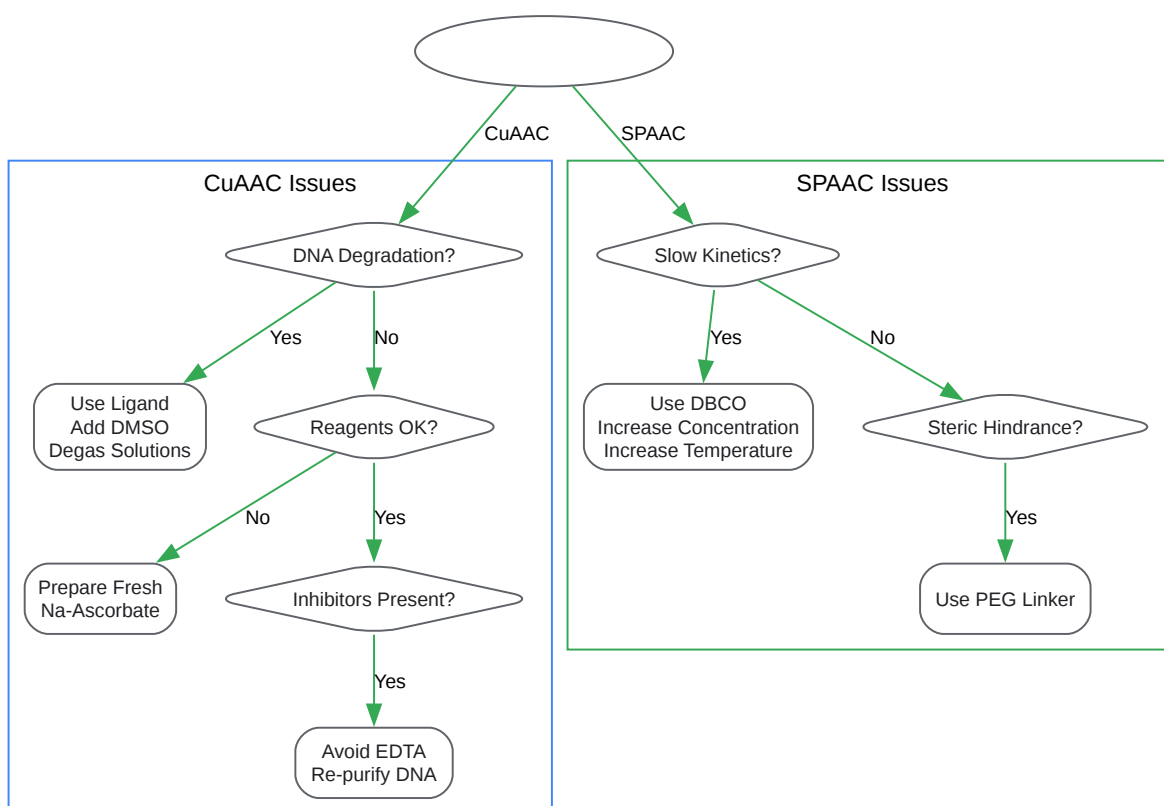 CuAAC
SPAAC
CuAAC Issues
SPAAC Issues
DNA Degradation?
Slow Kinetics?
Yes
No
Yes
No
Use Ligand
Add DMSO
Degas Solutions
Reagents OK?
Use DBCO
Increase Concentration
Increase Temperature
Steric Hindrance?
No
Yes
Yes
Prepare Fresh
Na-Ascorbate
Inhibitors Present?
Use PEG Linker
Yes
Avoid EDTA
Re-purify DNA